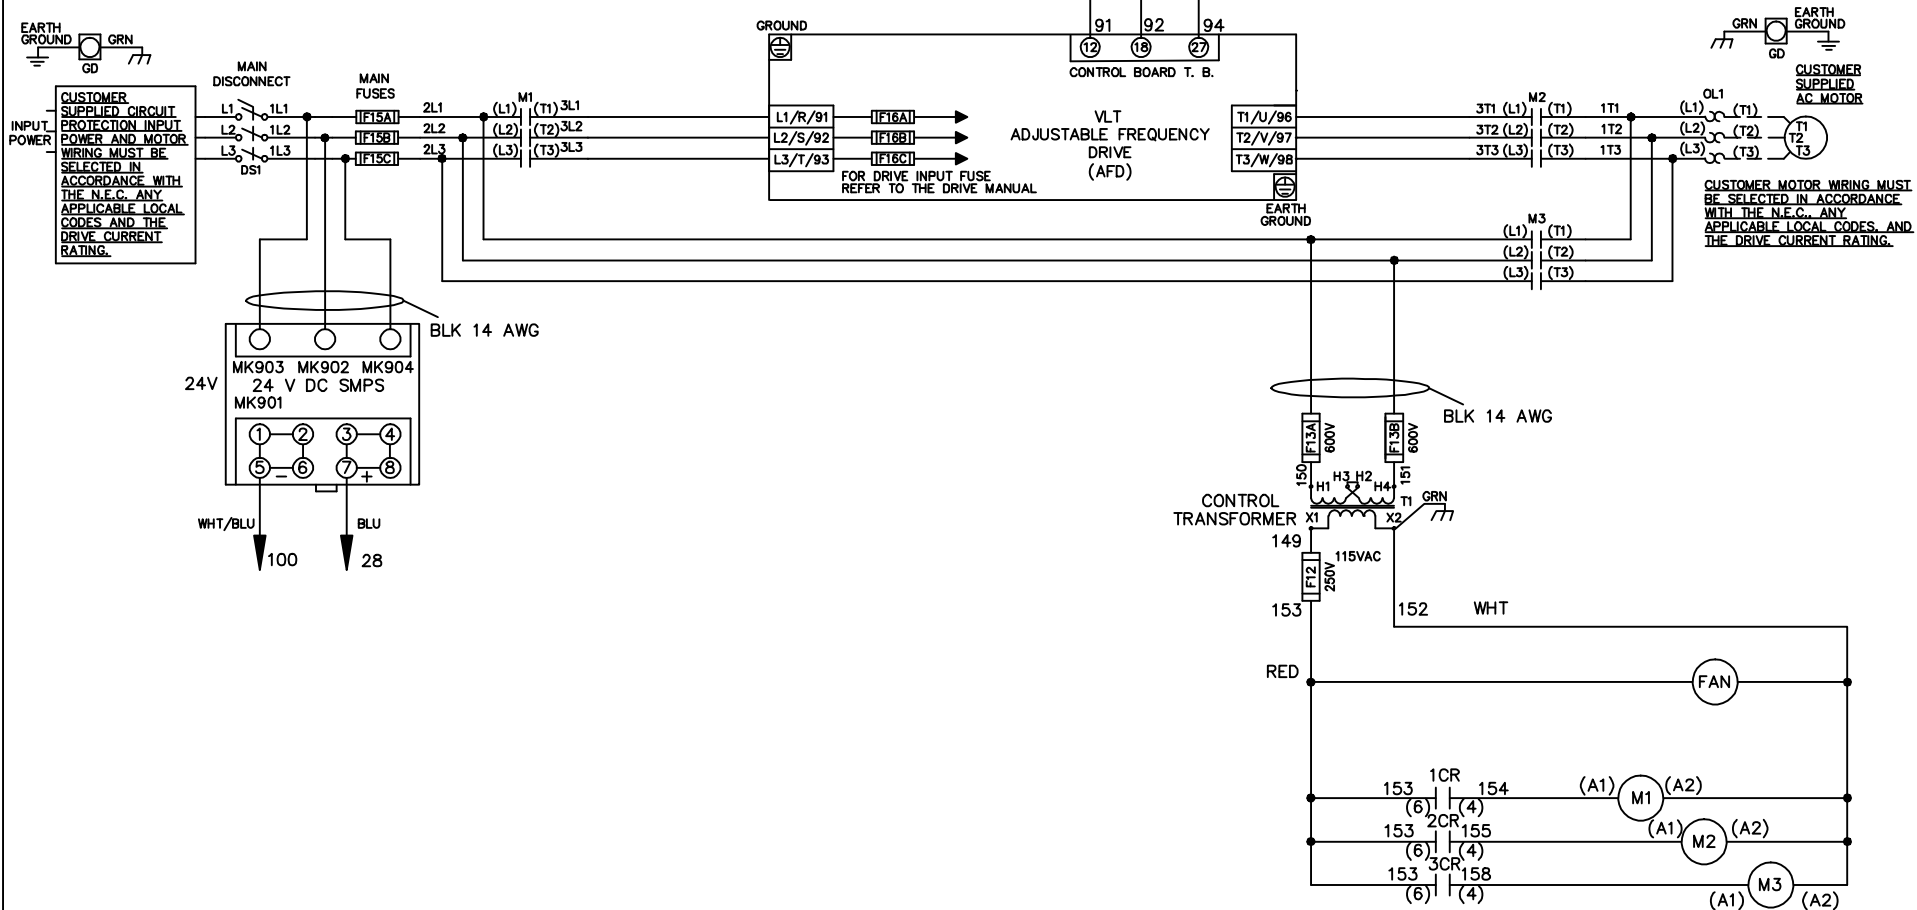 EARTH
GROUND
GRN
GD
INPUT
POWER
CUSTOMER
SUPPLIED CIRCUIT
PROTECTION INPUT
POWER AND MOTOR
WIRING MUST BE
SELECTED IN
ACCORDANCE WITH
THE N.E.C. ANY
APPLICABLE LOCAL
CODES AND THE
DRIVE CURRENT
RATING.
MAIN
DISCONNECT
L1 1L1
L2 1L2
L3 1L3
DS1
MAIN
FUSES
F15A
F15B
F15C
2L1
2L2
2L3
M1
(L1) (T1) 3L1
(L2) (T2) 3L2
(L3) (T3) 3L3
GROUND
91 92 94
12 18 27
CONTROL BOARD T. B.
L1/R/91 F16A
L2/S/92 F16B
L3/T/93 F16C
FOR DRIVE INPUT FUSE
REFER TO THE DRIVE MANUAL
VLT
ADJUSTABLE FREQUENCY
DRIVE
(AFD)
T1/U/96
T2/V/97
T3/W/98
EARTH
GROUND
M2
3T1 (L1) (T1) 1T1
3T2 (L2) (T2) 1T2
3T3 (L3) (T3) 1T3
OL1
(L1) (T1)
(L2) (T2)
(L3) (T3)
T1
T2
T3
GRN
EARTH
GROUND
GD
CUSTOMER
SUPPLIED
AC MOTOR
CUSTOMER MOTOR WIRING MUST
BE SELECTED IN ACCORDANCE
WITH THE N.E.C., ANY
APPLICABLE LOCAL CODES, AND
THE DRIVE CURRENT RATING.
M3
(L1) (T1)
(L2) (T2)
(L3) (T3)
BLK 14 AWG
MK903 MK902 MK904
24V
24 V DC SMPS
MK901
1 2 3 4
5 6 7 8
- +
WHT/BLU
BLU
100
28
BLK 14 AWG
F13A
600V
F13B
600V
150
151
H1 H3 H2 H4
T1
CONTROL
TRANSFORMER
X1 X2
GRN
149
115VAC
F12
250V
153
152
WHT
RED
FAN
1CR
153 154
(6) (4)
(A1) M1 (A2)
2CR
153 155
(6) (4)
(A1) M2 (A2)
3CR
153 158
(6) (4)
(A1) M3 (A2)